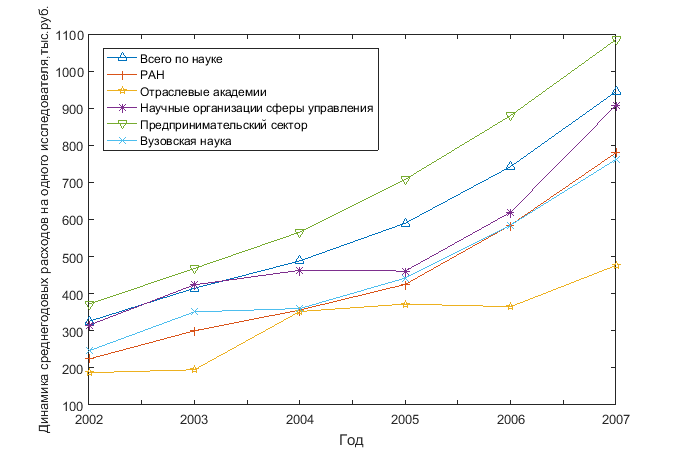 Динамика среднегодовых расходов на одного исследователя,тыс.руб.
1100
1000
900
800
700
600
500
400
300
200
100
Всего по науке
РАН
Отраслевые академии
Научные организации сферы управления
Предпринимательский сектор
Вузовская наука
2002 2003 2004 2005 2006 2007
Год